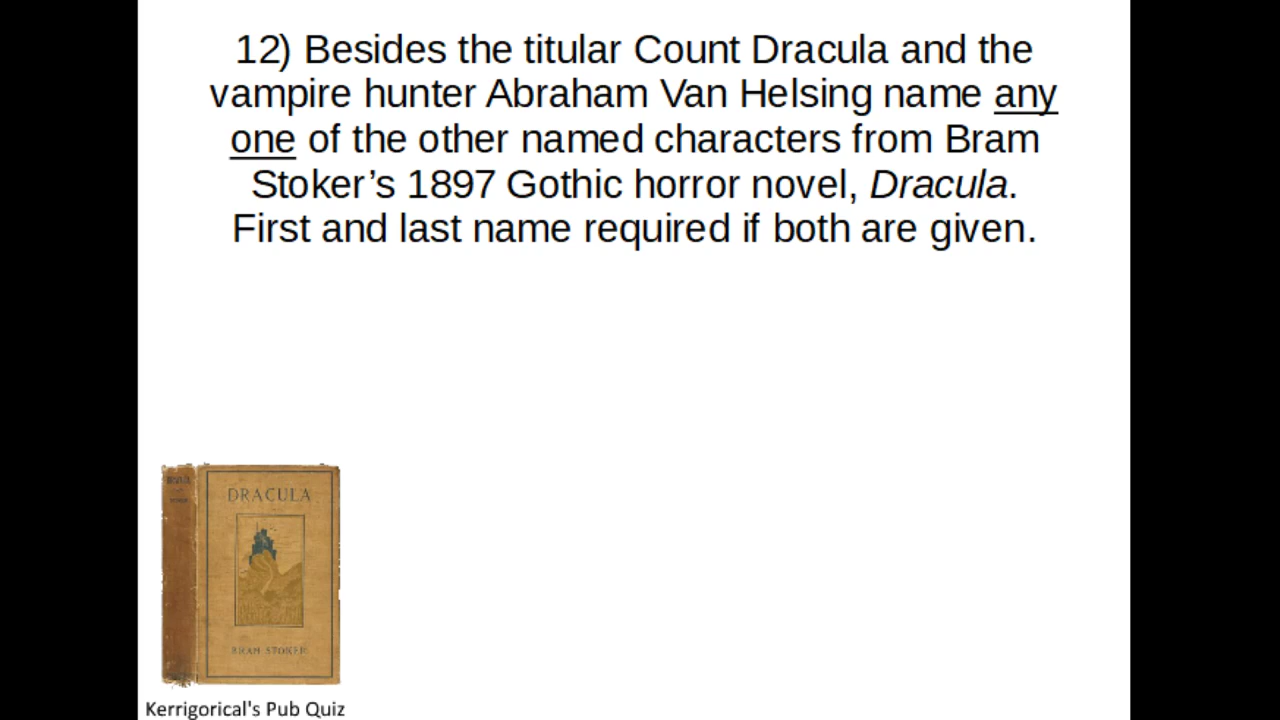 12) Besides the titular Count Dracula and the
vampire hunter Abraham Van Helsing name any
one of the other named characters from Bram
Stoker’s 1897 Gothic horror novel, Dracula.
First and last name required if both are given.
DRACULA
BRAM STOKER
Kerrigorical's Pub Quiz